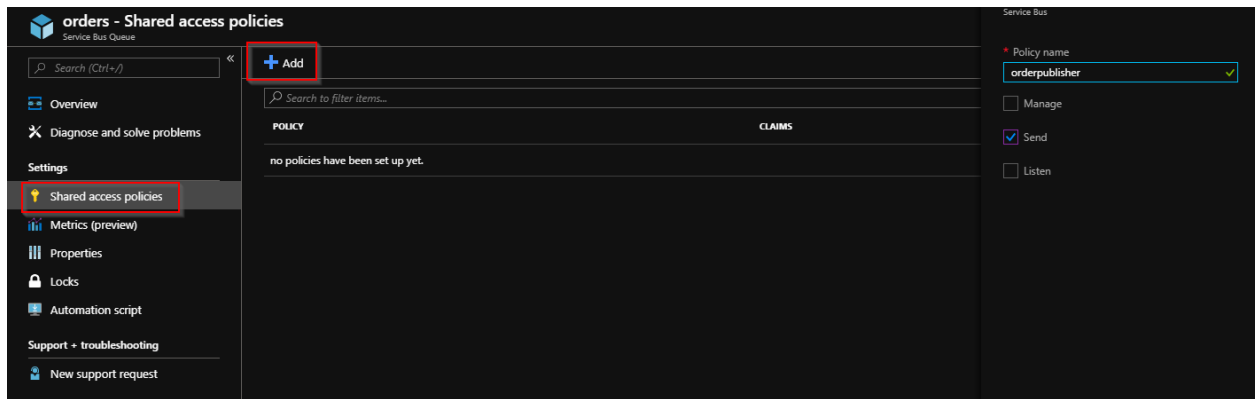 orders - Shared access policies
Service Bus Queue
Search (Ctrl+/)
«
Overview
Diagnose and solve problems
Settings
Shared access policies
Metrics (preview)
Properties
Locks
Automation script
Support + troubleshooting
New support request
+ Add
Search to filter items...
POLICY
CLAIMS
no policies have been set up yet.
Service Bus
* Policy name
orderpublisher
Manage
Send
Listen